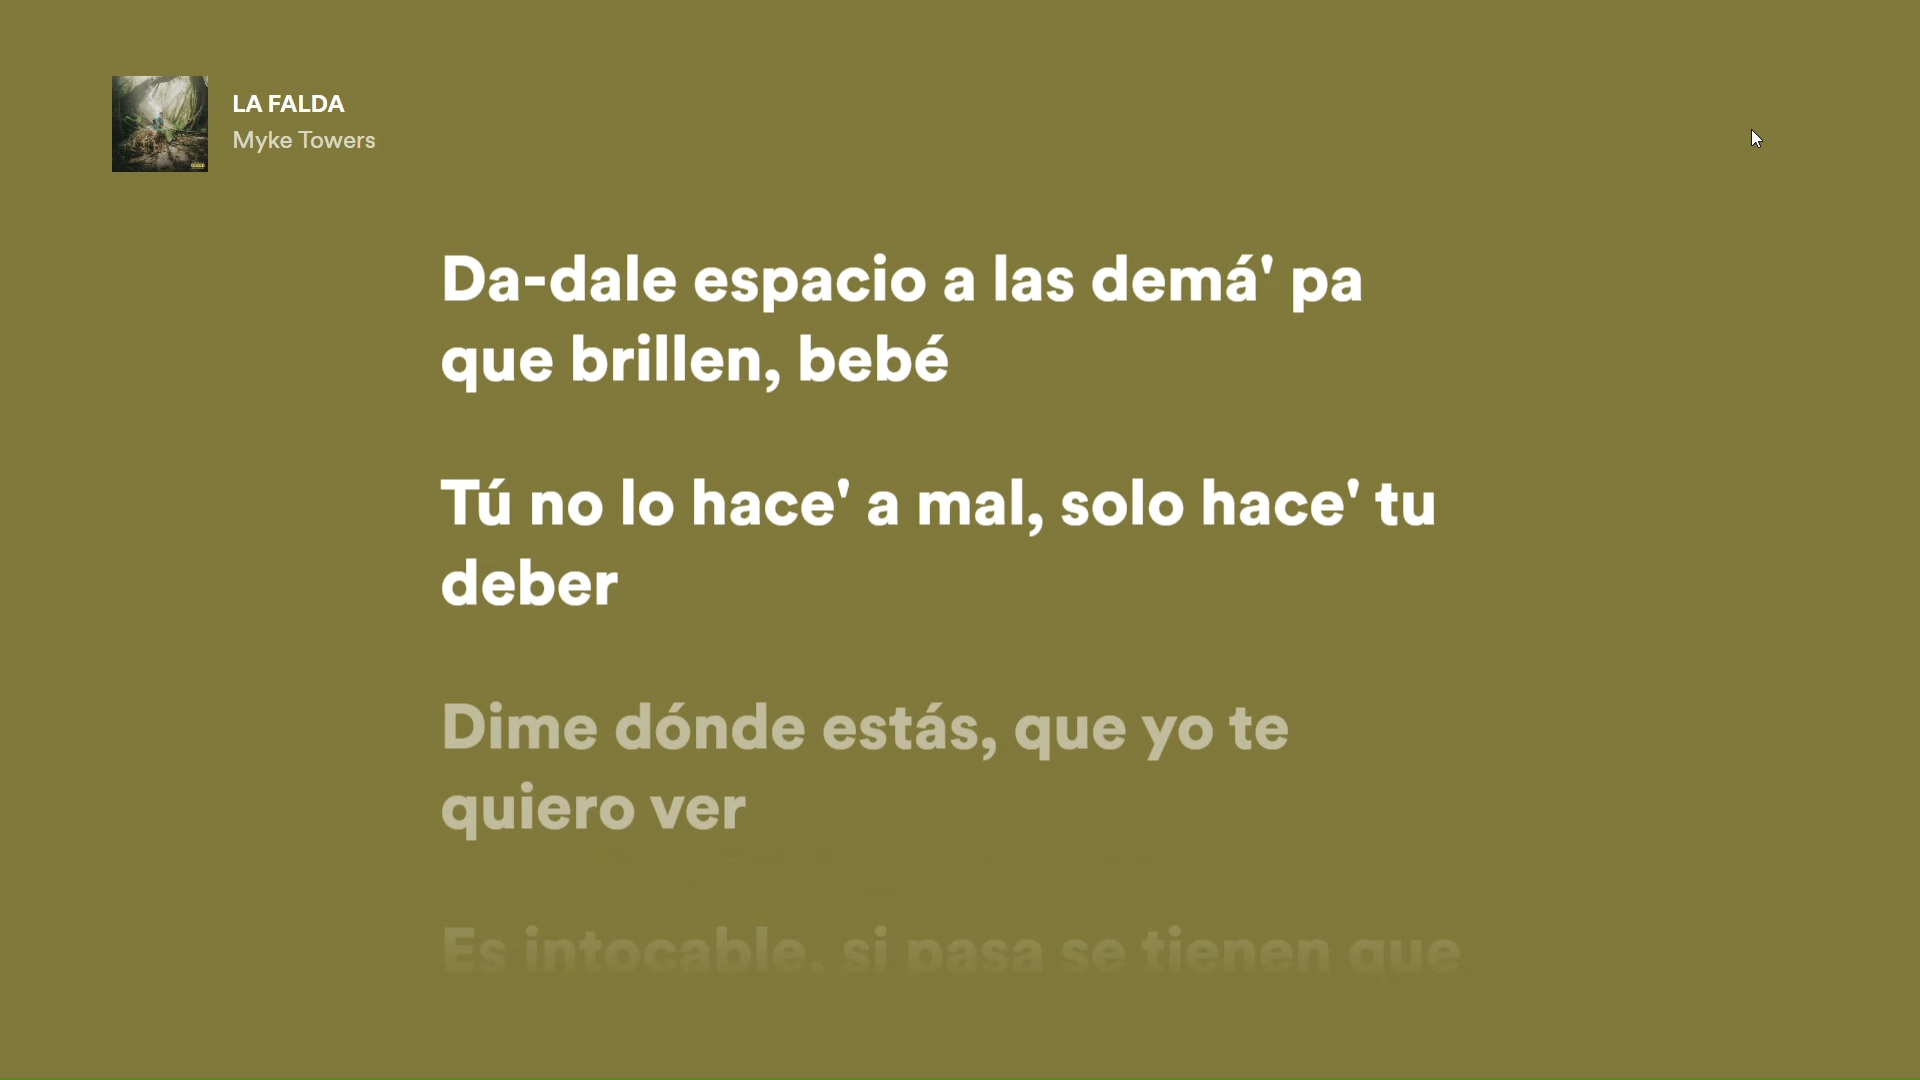 LA FALDA
Myke Towers
Da-dale espacio a las demá' pa
que brillen, bebé
Tú no lo hace' a mal, solo hace' tu
deber
Dime dónde estás, que yo te
quiero ver
Es intocable, si pasa se tienen que